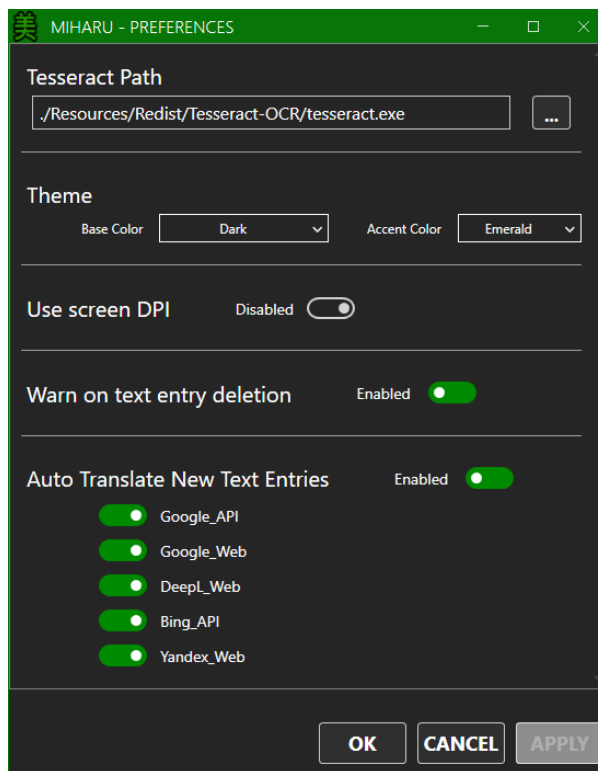 美 MIHARU - PREFERENCES
Tesseract Path
./Resources/Redist/Tesseract-OCR/tesseract.exe ...
Theme
Base Color Dark Accent Color Emerald
Use screen DPI Disabled
Warn on text entry deletion Enabled
Auto Translate New Text Entries Enabled
Google_API
Google_Web
DeepL_Web
Bing_API
Yandex_Web
OK CANCEL APPLY